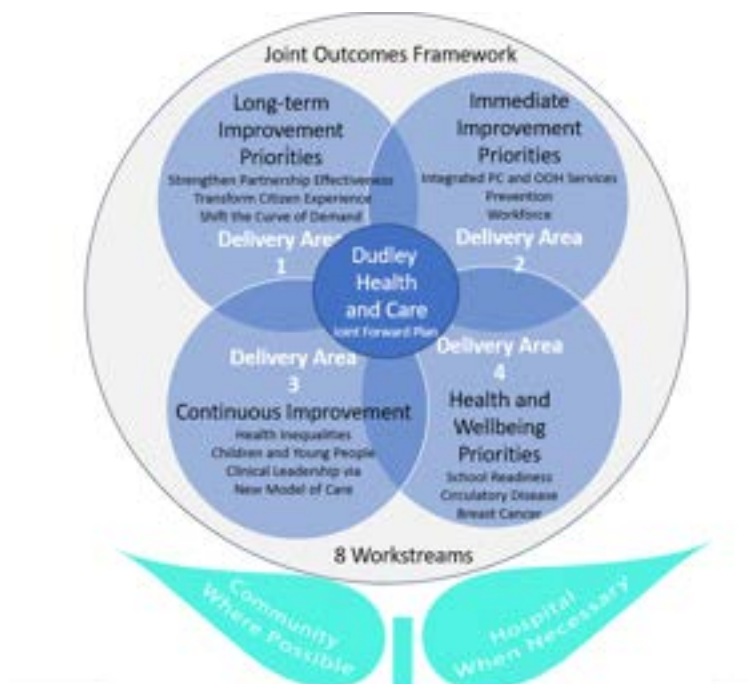 Joint Outcomes Framework
Long-term
Improvement
Priorities
Strengthen Partnership Effectiveness
Transform Citizen Experience
Shift the Curve of Demand
Delivery Area
1
Immediate
Improvement
Priorities
Integrated PC and OOH Services
Prevention
Workforce
Delivery Area
2
Dudley
Health
and Care
Joint Forward Plan
Delivery Area
3
Continuous Improvement
Health Inequalities
Children and Young People
Clinical Leadership via
New Model of Care
Delivery Area
4
Health and
Wellbeing
Priorities
School Readiness
Circulatory Disease
Breast Cancer
8 Workstreams
Community
Where Possible
Hospital
When Necessary